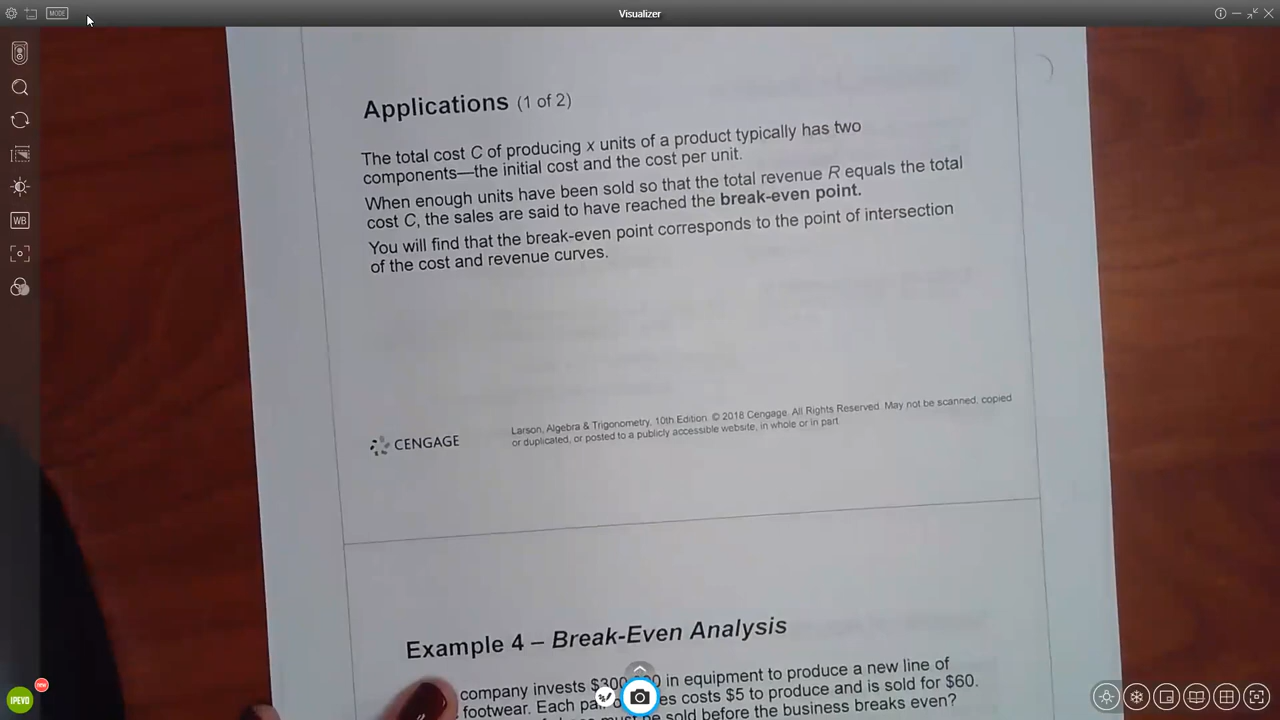 MODE
Visualizer
Applications (1 of 2)
The total cost C of producing x units of a product typically has two
components—the initial cost and the cost per unit.
When enough units have been sold so that the total revenue R equals the total
cost C, the sales are said to have reached the break-even point.
You will find that the break-even point corresponds to the point of intersection
of the cost and revenue curves.
CENGAGE
Larson, Algebra & Trigonometry, 10th Edition. © 2018 Cengage. All Rights Reserved. May not be scanned, copied
or duplicated, or posted to a publicly accessible website, in whole or in part.
Example 4 – Break-Even Analysis
company invests in equipment to produce a new line of
footwear. Each costs $5 to produce and is sold for $60.
sold before the business breaks even?
WB
IPEVO
new